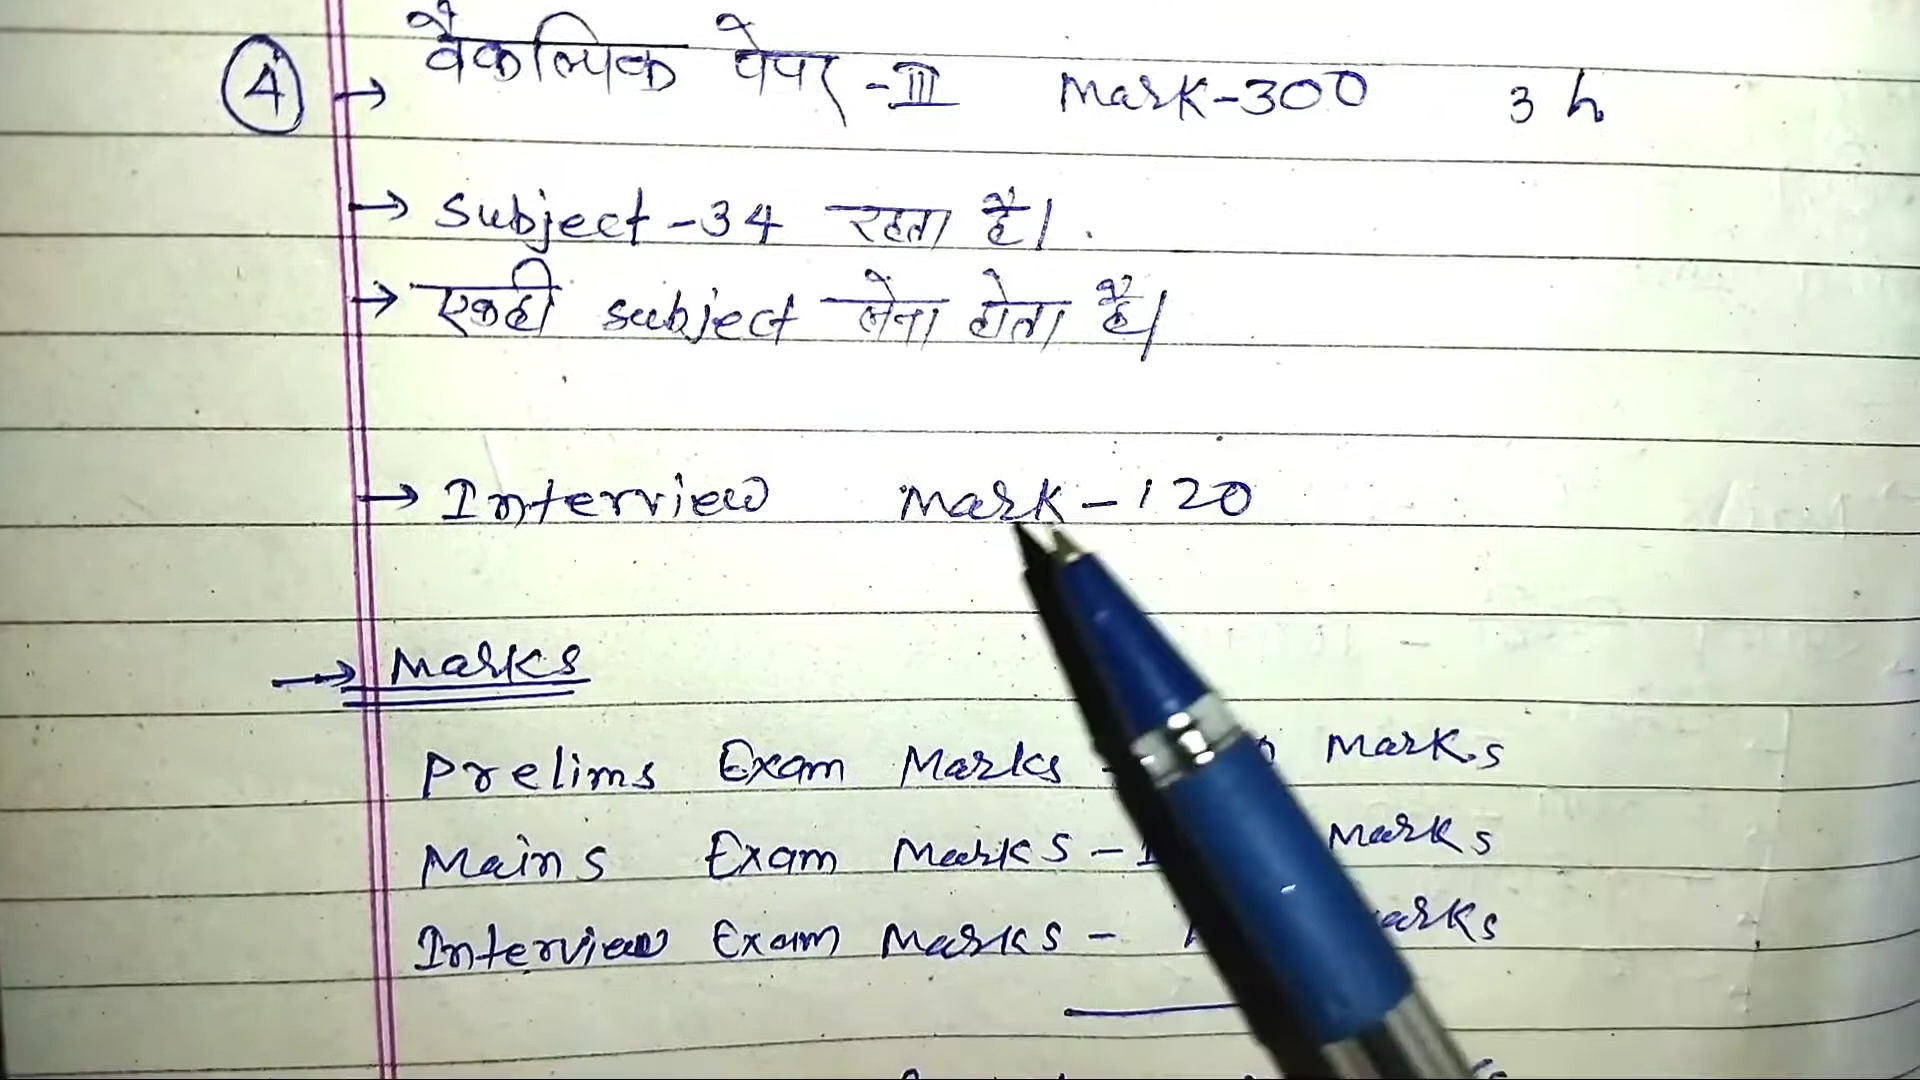 4 → वैकल्पिक पेपर -III Mark-300 3 h
→ Subject -34 रहता है।
→ एकही subject लेना होता है।
→ Interview Mark-120
→ Marks
Prelims Exam Marks - Marks
Mains Exam Marks - Marks
Interview Exam Marks -